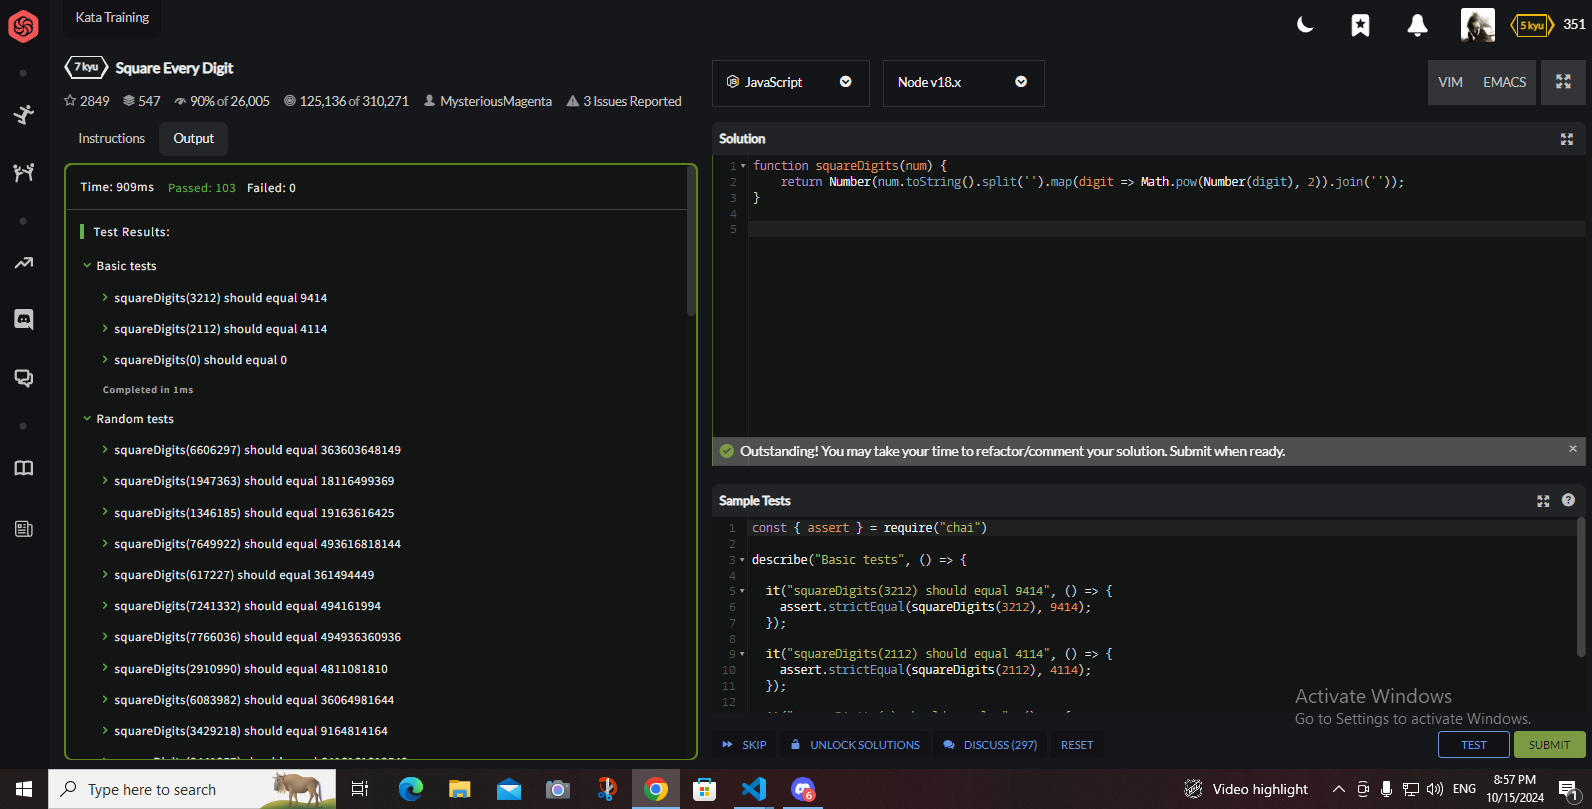 Kata Training
5 kyu
351
7 kyu
Square Every Digit
2849
547
90% of 26,005
125,136 of 310,271
MysteriousMagenta
3 Issues Reported
Instructions
Output
Time: 909ms
Passed: 103
Failed: 0
Test Results:
Basic tests
squareDigits(3212) should equal 9414
squareDigits(2112) should equal 4114
squareDigits(0) should equal 0
Completed in 1ms
Random tests
squareDigits(6606297) should equal 363603648149
squareDigits(1947363) should equal 18116499369
squareDigits(1346185) should equal 19163616425
squareDigits(7649922) should equal 493616818144
squareDigits(617227) should equal 361494449
squareDigits(7241332) should equal 494161994
squareDigits(7766036) should equal 494936360936
squareDigits(2910990) should equal 4811081810
squareDigits(6083982) should equal 36064981644
squareDigits(3429218) should equal 9164814164
JavaScript
Node v18.x
VIM
EMACS
Solution
1 function squareDigits(num) {
2 return Number(num.toString().split('').map(digit => Math.pow(Number(digit), 2)).join(''));
3 }
4
5
Outstanding! You may take your time to refactor/comment your solution. Submit when ready.
Sample Tests
1 const { assert } = require("chai")
2
3 describe("Basic tests", () => {
4
5 it("squareDigits(3212) should equal 9414", () => {
6 assert.strictEqual(squareDigits(3212), 9414);
7 });
8
9 it("squareDigits(2112) should equal 4114", () => {
10 assert.strictEqual(squareDigits(2112), 4114);
11 });
12
Activate Windows
Go to Settings to activate Windows.
SKIP
UNLOCK SOLUTIONS
DISCUSS (297)
RESET
TEST
SUBMIT
Type here to search
6
Video highlight
ENG
8:57 PM
10/15/2024
1